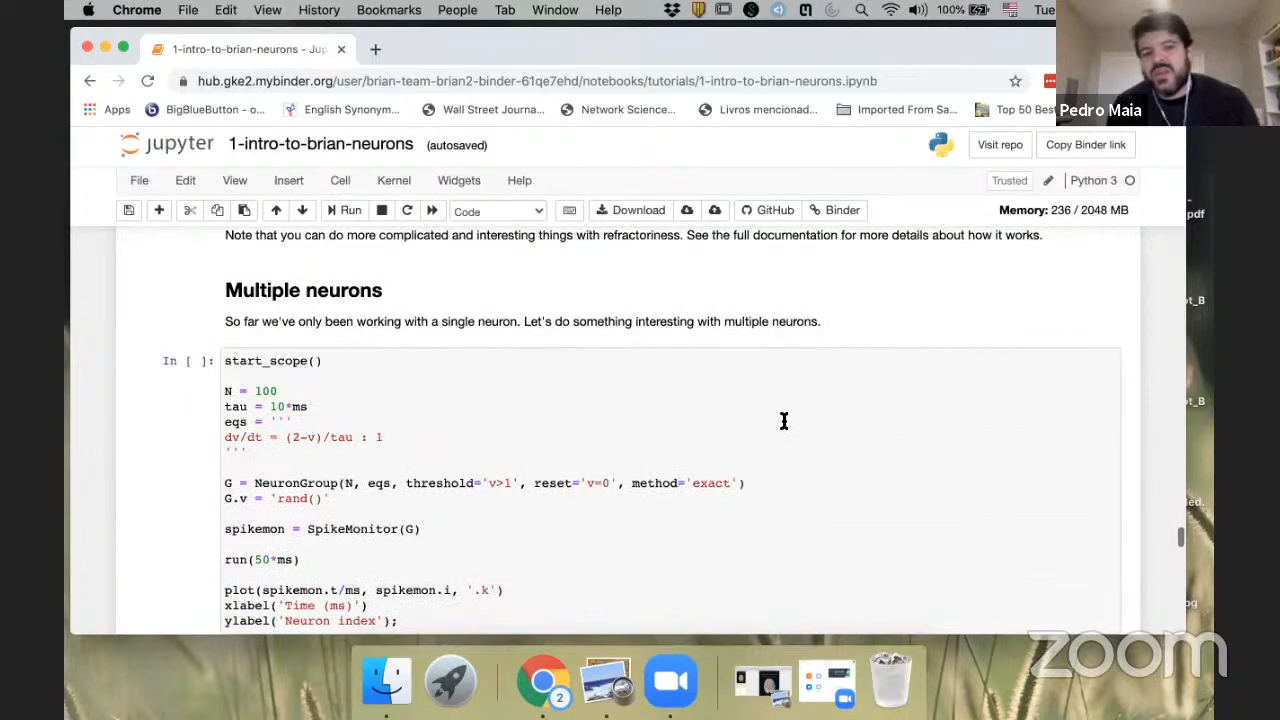 Chrome File Edit View History Bookmarks People Tab Window Help 100% Tue
1-intro-to-brian-neurons - Jup
hub.gke2.mybinder.org/user/brian-team-brian2-binder-61qe7ehd/notebooks/tutorials/1-intro-to-brian-neurons.ipynb
Apps BigBlueButton - o... English Synonym... Wall Street Journa... Network Science... Livros mencionad... Imported From Sa... Top 50 Bes
Pedro Maia
jupyter 1-intro-to-brian-neurons (autosaved) Visit repo Copy Binder link
File Edit View Insert Cell Kernel Widgets Help Trusted Python 3
Run Code Download GitHub Binder Memory: 236 / 2048 MB
pdf
Note that you can do more complicated and interesting things with refractoriness. See the full documentation for more details about how it works.
Multiple neurons
ot_B
So far we've only been working with a single neuron. Let's do something interesting with multiple neurons.
In [ ]: start_scope()
N = 100
ot_B
tau = 10*ms
eqs = '''
dv/dt = (2-v)/tau : 1
'''
G = NeuronGroup(N, eqs, threshold='v>1', reset='v=0', method='exact')
G.v = 'rand()'
led.
spikemon = SpikeMonitor(G)
run(50*ms)
plot(spikemon.t/ms, spikemon.i, '.k')
xlabel('Time (ms)')
ylabel('Neuron index');
zoom
2